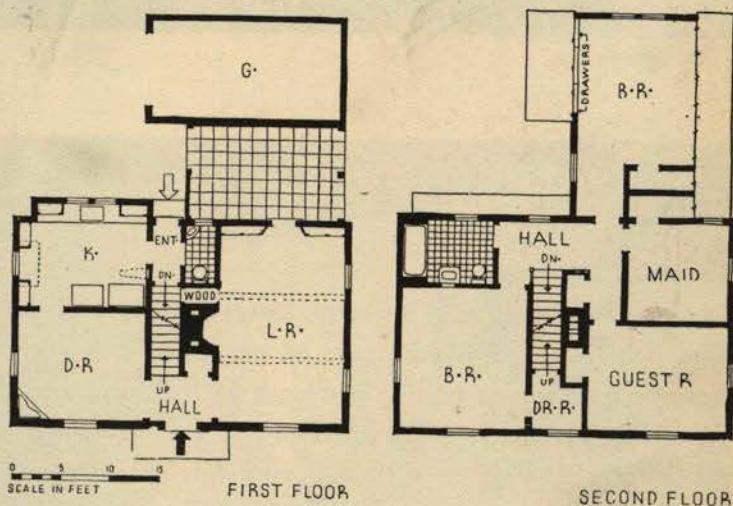 G.
K.
ENT.
DN.
WOOD
L.R.
D.R
UP
HALL
0 5 10 15
SCALE IN FEET
FIRST FLOOR
DRAWERS
B.R.
HALL
DN.
MAID
B.R.
UP
DR.R.
GUEST R
SECOND FLOOR